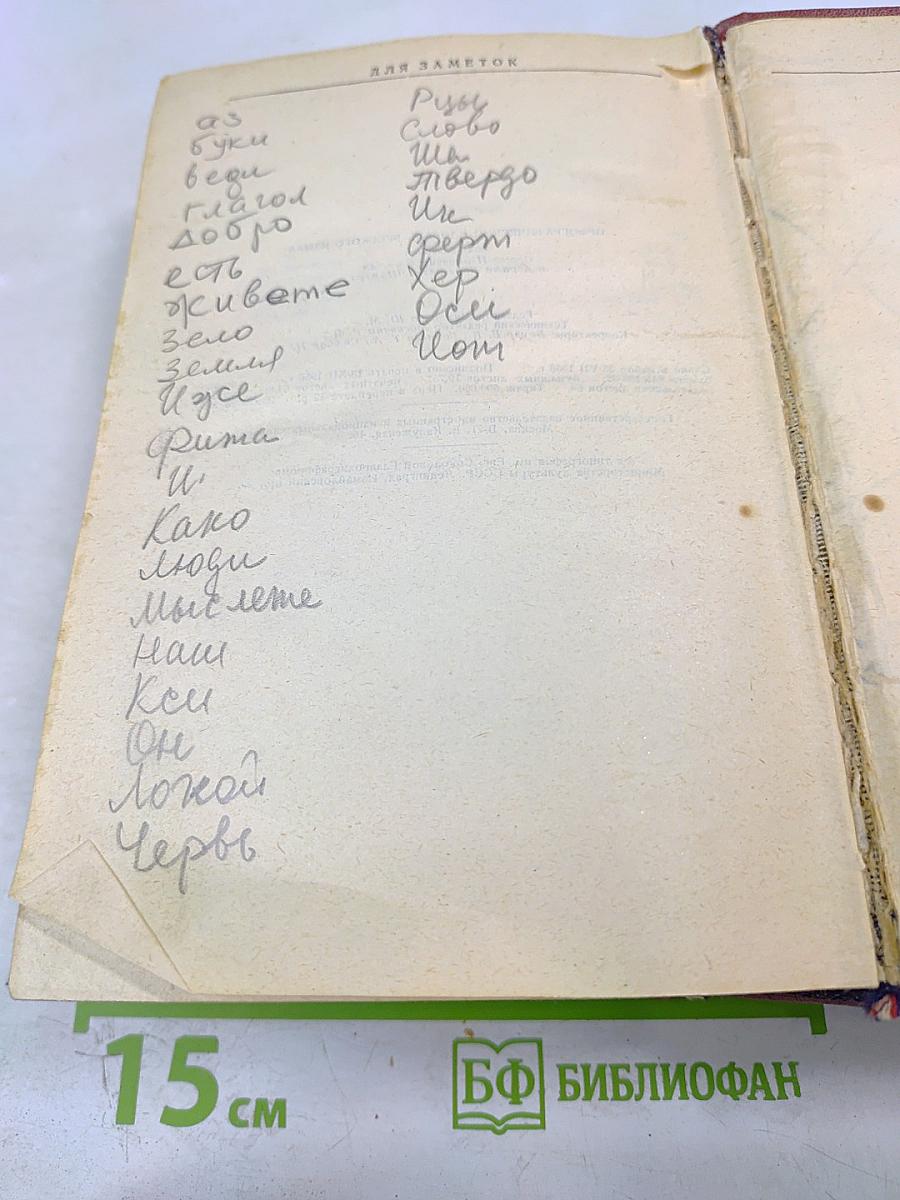 ДЛЯ ЗАМЕТОК
аз
буки
веди
глагол
добро
есть
живете
зело
земля
Иже
Фита
И
Како
люди
Мыслете
Наш
Кси
Он
Покой
Червь
Рцы
Слово
Ша
твердо
Ик
ферт
Хер
Оси
Иот
15 см
БФ БИБЛИОФАН